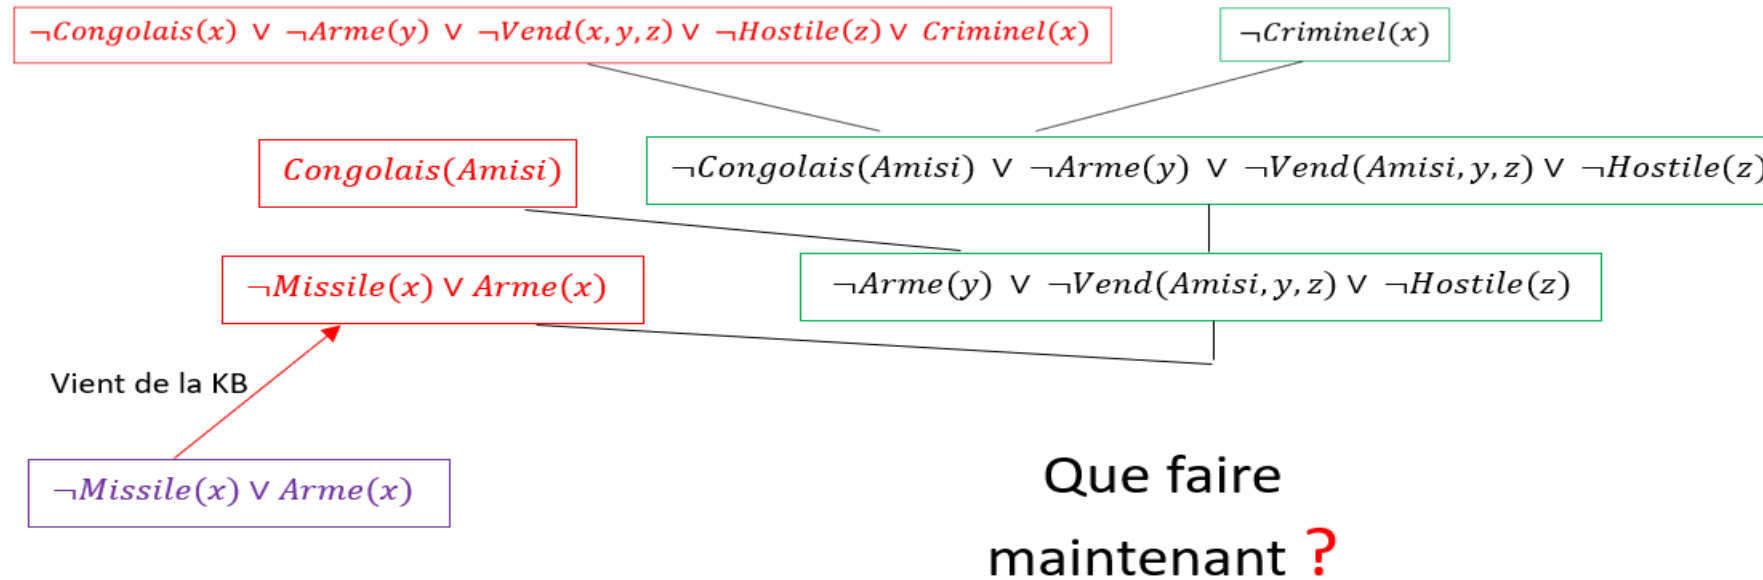 ¬Congolais(x) ∨ ¬Arme(y) ∨ ¬Vend(x, y, z) ∨ ¬Hostile(z) ∨ Criminel(x)
¬Criminel(x)
Congolais(Amisi)
¬Congolais(Amisi) ∨ ¬Arme(y) ∨ ¬Vend(Amisi, y, z) ∨ ¬Hostile(z)
¬Missile(x) ∨ Arme(x)
¬Arme(y) ∨ ¬Vend(Amisi, y, z) ∨ ¬Hostile(z)
Vient de la KB
¬Missile(x) ∨ Arme(x)
Que faire
maintenant ?